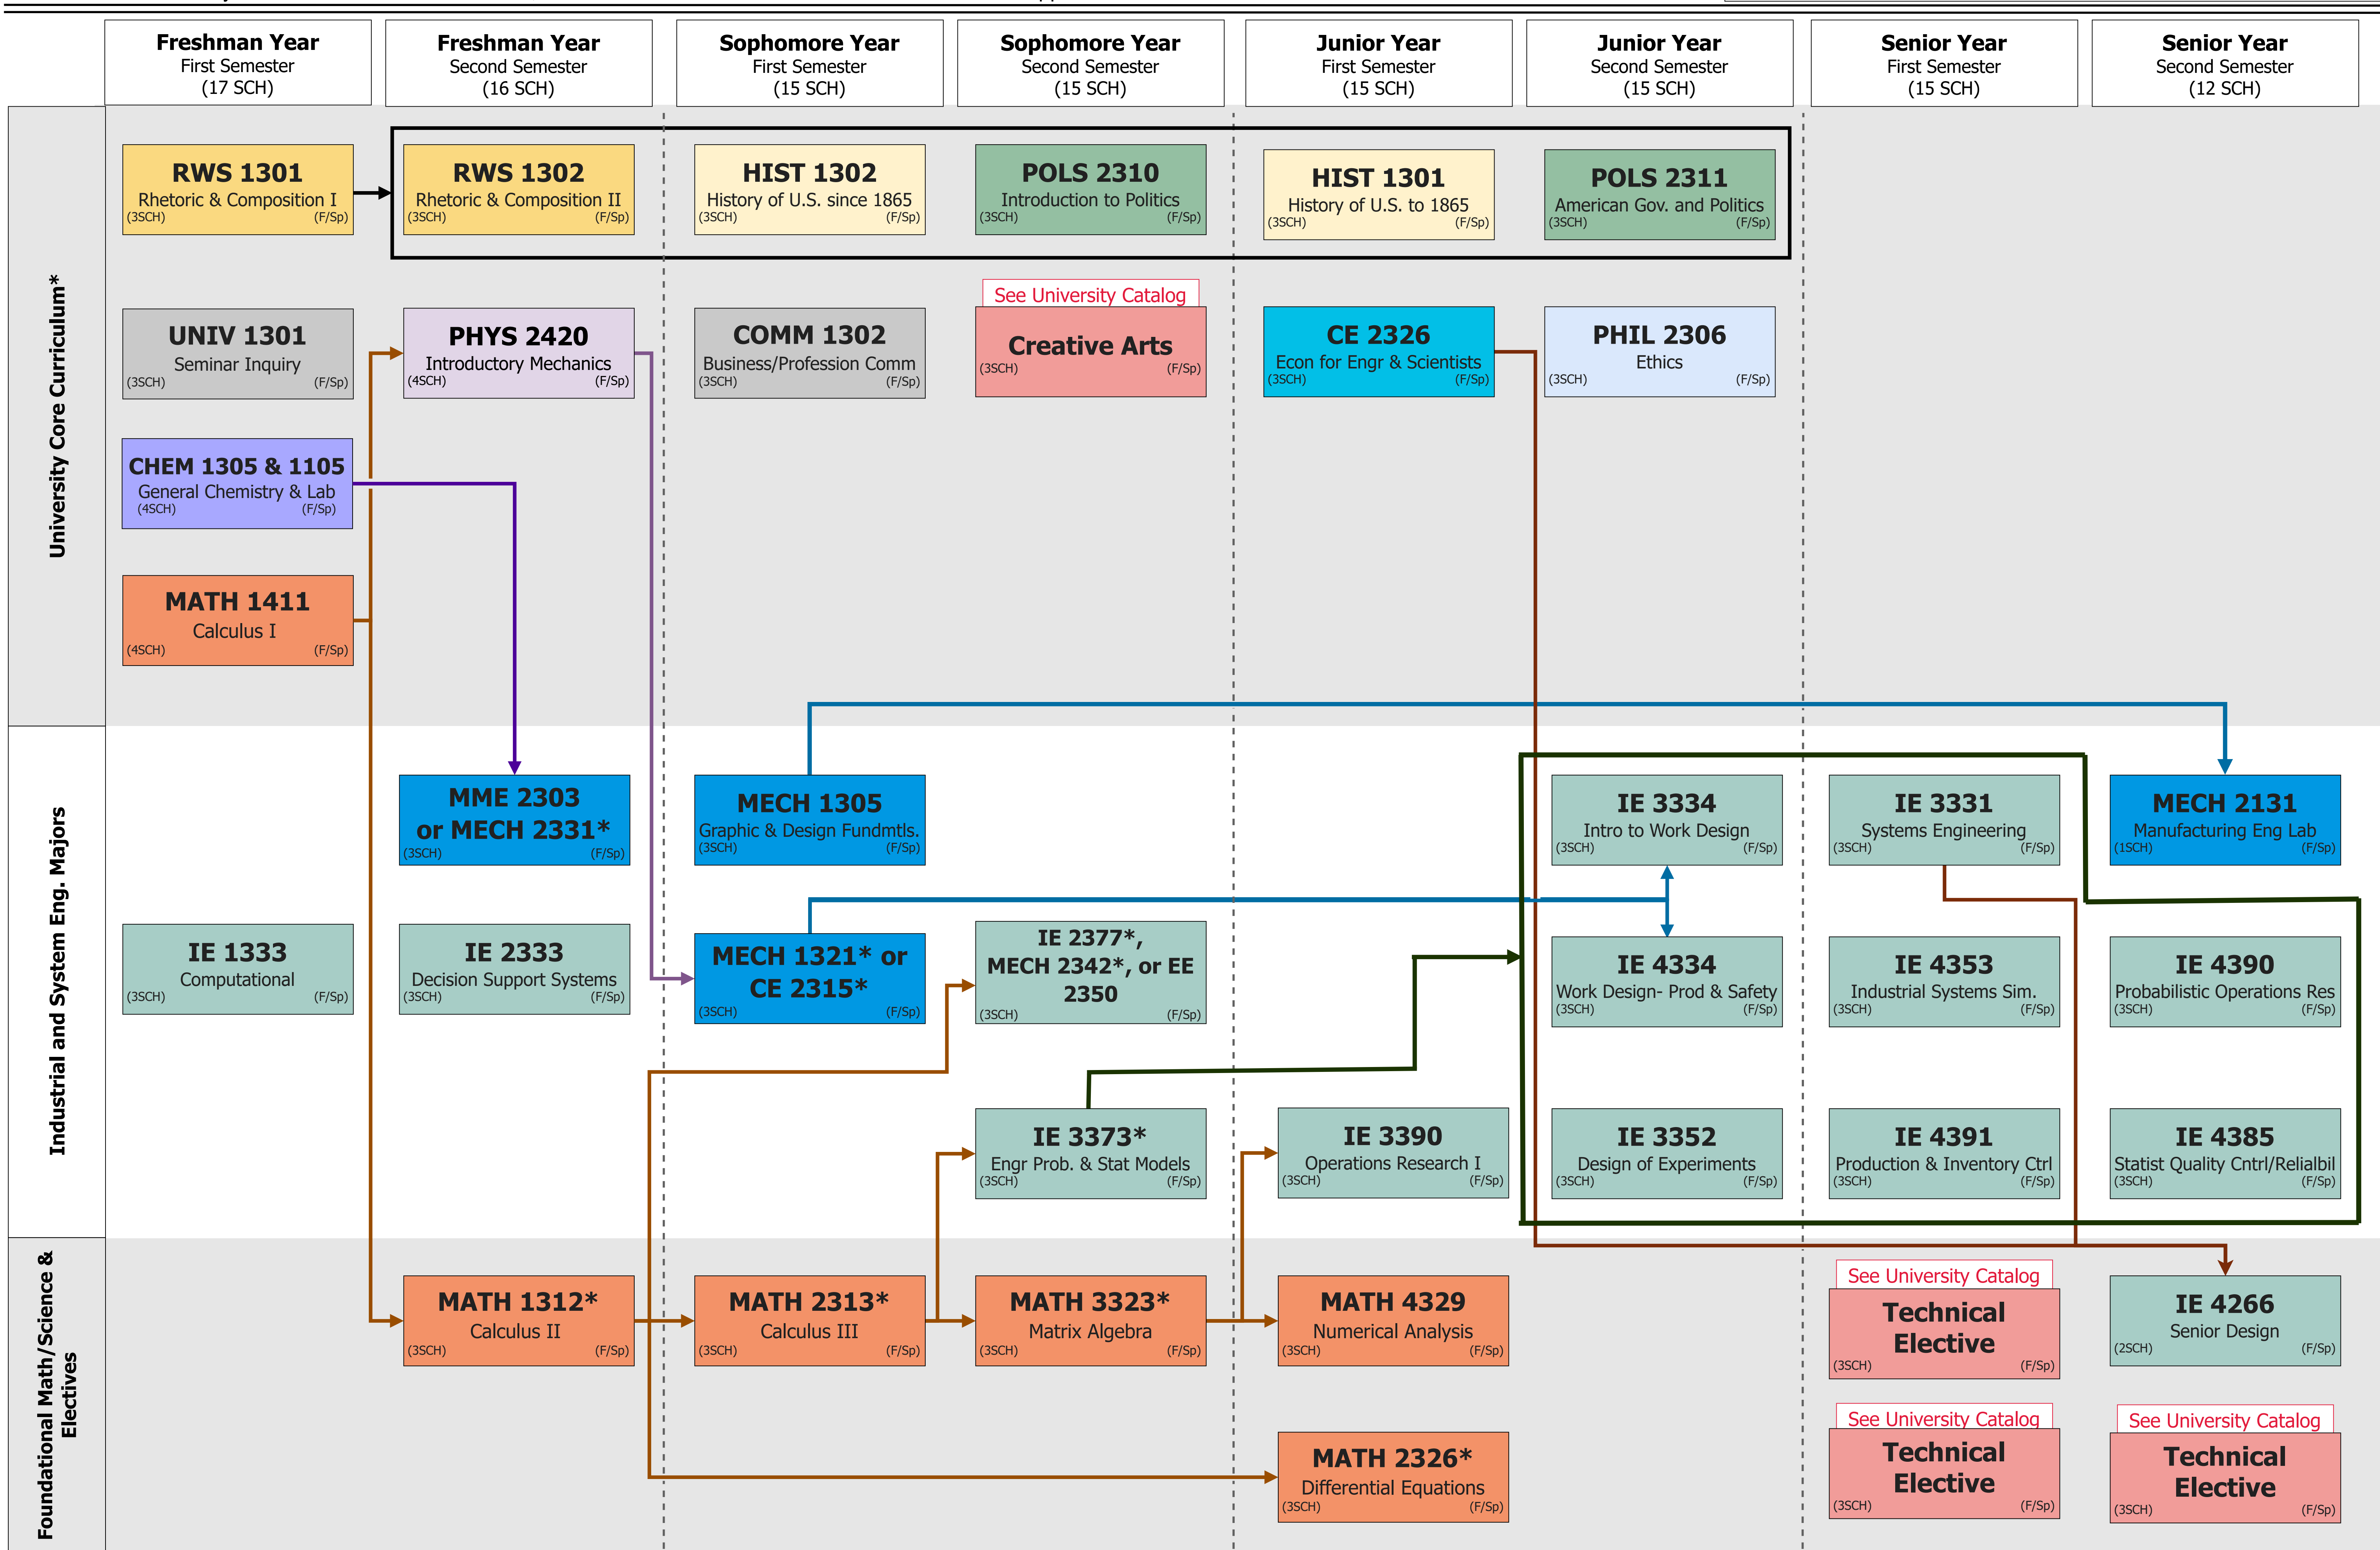 Freshman Year
First Semester
(17 SCH)
Freshman Year
Second Semester
(16 SCH)
Sophomore Year
First Semester
(15 SCH)
Sophomore Year
Second Semester
(15 SCH)
Junior Year
First Semester
(15 SCH)
Junior Year
Second Semester
(15 SCH)
Senior Year
First Semester
(15 SCH)
Senior Year
Second Semester
(12 SCH)
University Core Curriculum*
RWS 1301
Rhetoric & Composition I
(3SCH) (F/Sp)
RWS 1302
Rhetoric & Composition II
(3SCH) (F/Sp)
HIST 1302
History of U.S. since 1865
(3SCH) (F/Sp)
POLS 2310
Introduction to Politics
(3SCH) (F/Sp)
HIST 1301
History of U.S. to 1865
(3SCH) (F/Sp)
POLS 2311
American Gov. and Politics
(3SCH) (F/Sp)
UNIV 1301
Seminar Inquiry
(3SCH) (F/Sp)
PHYS 2420
Introductory Mechanics
(4SCH) (F/Sp)
COMM 1302
Business/Profession Comm
(3SCH) (F/Sp)
See University Catalog
Creative Arts
(3SCH) (F/Sp)
CE 2326
Econ for Engr & Scientists
(3SCH) (F/Sp)
PHIL 2306
Ethics
(3SCH) (F/Sp)
CHEM 1305 & 1105
General Chemistry & Lab
(4SCH) (F/Sp)
MATH 1411
Calculus I
(4SCH) (F/Sp)
Industrial and System Eng. Majors
MME 2303
or MECH 2331*
(3SCH) (F/Sp)
MECH 1305
Graphic & Design Fundmtls.
(3SCH) (F/Sp)
IE 3334
Intro to Work Design
(3SCH) (F/Sp)
IE 3331
Systems Engineering
(3SCH) (F/Sp)
MECH 2131
Manufacturing Eng Lab
(1SCH) (F/Sp)
IE 1333
Computational
(3SCH) (F/Sp)
IE 2333
Decision Support Systems
(3SCH) (F/Sp)
MECH 1321* or
CE 2315*
(3SCH) (F/Sp)
IE 2377*,
MECH 2342*, or EE
2350
(3SCH) (F/Sp)
IE 4334
Work Design- Prod & Safety
(3SCH) (F/Sp)
IE 4353
Industrial Systems Sim.
(3SCH) (F/Sp)
IE 4390
Probabilistic Operations Res
(3SCH) (F/Sp)
IE 3373*
Engr Prob. & Stat Models
(3SCH) (F/Sp)
IE 3390
Operations Research I
(3SCH) (F/Sp)
IE 3352
Design of Experiments
(3SCH) (F/Sp)
IE 4391
Production & Inventory Ctrl
(3SCH) (F/Sp)
IE 4385
Statist Quality Cntrl/Relialbil
(3SCH) (F/Sp)
Foundational Math/Science &
Electives
MATH 1312*
Calculus II
(3SCH) (F/Sp)
MATH 2313*
Calculus III
(3SCH) (F/Sp)
MATH 3323*
Matrix Algebra
(3SCH) (F/Sp)
MATH 4329
Numerical Analysis
(3SCH) (F/Sp)
See University Catalog
Technical
Elective
(3SCH) (F/Sp)
IE 4266
Senior Design
(2SCH) (F/Sp)
MATH 2326*
Differential Equations
(3SCH) (F/Sp)
See University Catalog
Technical
Elective
(3SCH) (F/Sp)
See University Catalog
Technical
Elective
(3SCH) (F/Sp)